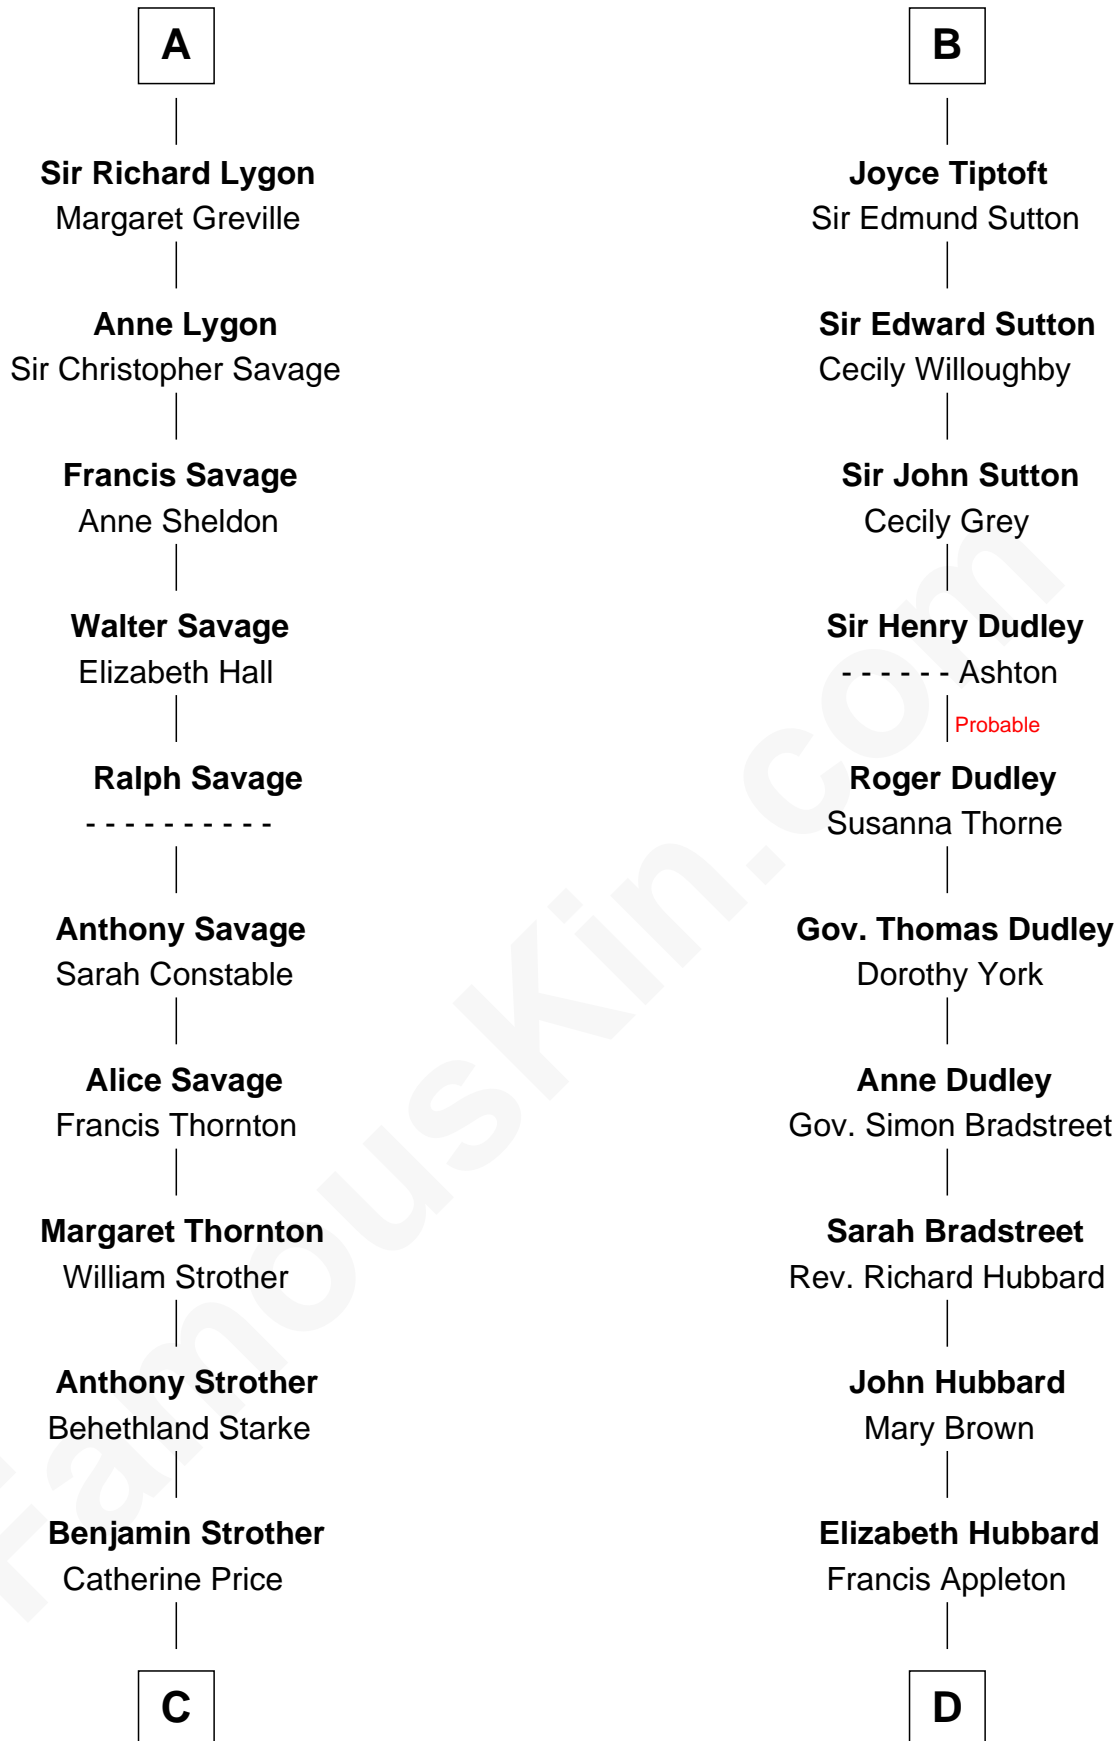 A
Sir Richard Lygon
Margaret Greville
Anne Lygon
Sir Christopher Savage
Francis Savage
Anne Sheldon
Walter Savage
Elizabeth Hall
Ralph Savage
- - - - - - - - - -
Anthony Savage
Sarah Constable
Alice Savage
Francis Thornton
Margaret Thornton
William Strother
Anthony Strother
Behethland Starke
Benjamin Strother
Catherine Price
C
B
Joyce Tiptoft
Sir Edmund Sutton
Sir Edward Sutton
Cecily Willoughby
Sir John Sutton
Cecily Grey
Sir Henry Dudley
- - - - - - Ashton
Probable
Roger Dudley
Susanna Thorne
Gov. Thomas Dudley
Dorothy York
Anne Dudley
Gov. Simon Bradstreet
Sarah Bradstreet
Rev. Richard Hubbard
John Hubbard
Mary Brown
Elizabeth Hubbard
Francis Appleton
D
FamousKin.com